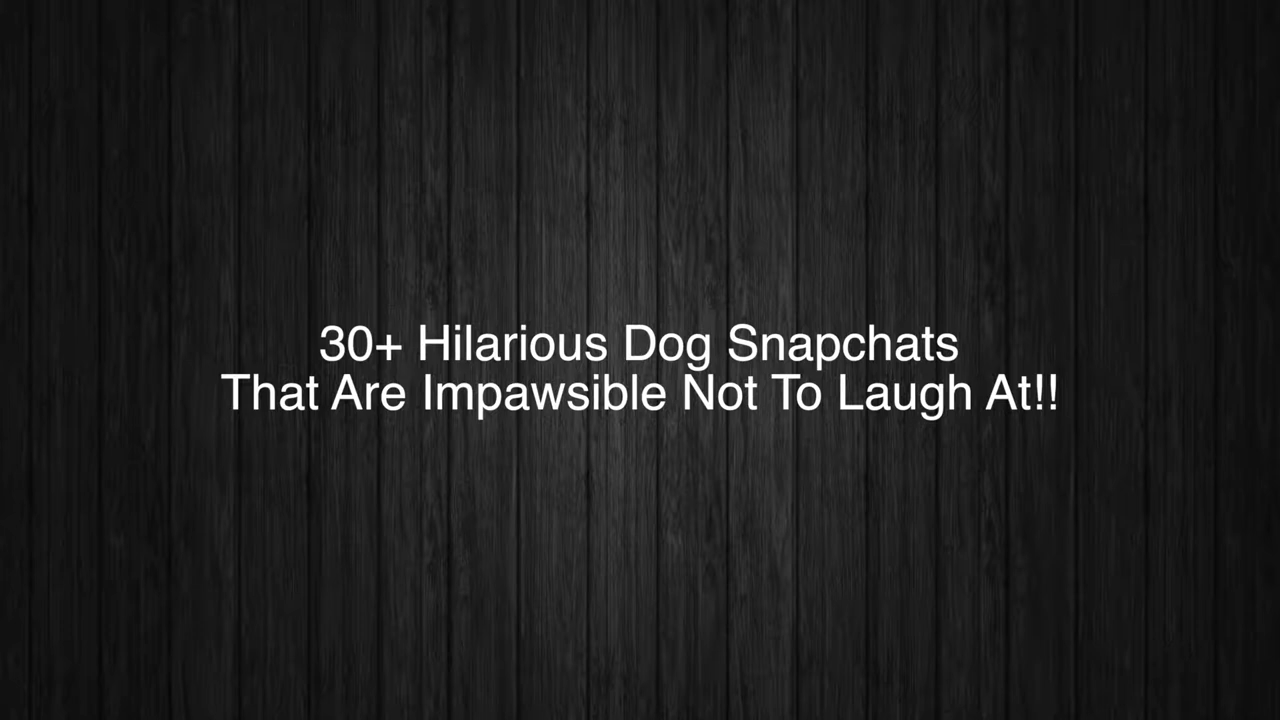 30+ Hilarious Dog Snapchats
That Are Impawsible Not To Laugh At!!